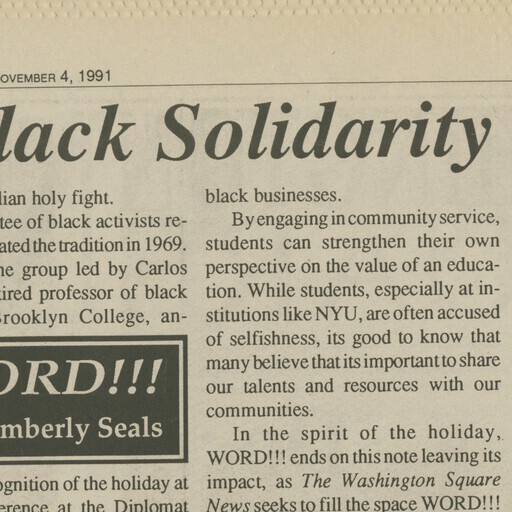 NOVEMBER 4, 1991
lack Solidarity
lian holy fight.
tee of black activists re-
ated the tradition in 1969.
he group led by Carlos
ired professor of black
Brooklyn College, an-
ORD!!!
mberly Seals
ognition of the holiday at
erence at the Diplomat
black businesses.
By engaging in community service,
students can strengthen their own
perspective on the value of an educa-
tion. While students, especially at in-
stitutions like NYU, are often accused
of selfishness, its good to know that
many believe that its important to share
our talents and resources with our
communities.
In the spirit of the holiday,
WORD!!! ends on this note leaving its
impact, as The Washington Square
News seeks to fill the space WORD!!!